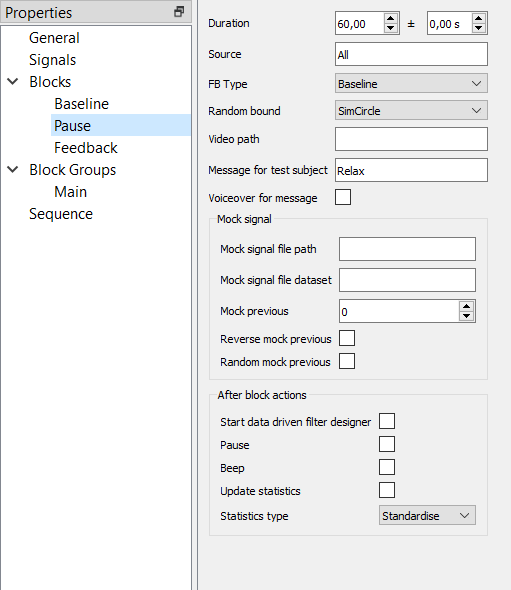 Properties
General
Signals
Blocks
Baseline
Pause
Feedback
Block Groups
Main
Sequence
Duration 60,00 ± 0,00 s
Source All
FB Type Baseline
Random bound SimCircle
Video path
Message for test subject Relax
Voiceover for message
Mock signal
Mock signal file path
Mock signal file dataset
Mock previous 0
Reverse mock previous
Random mock previous
After block actions
Start data driven filter designer
Pause
Beep
Update statistics
Statistics type Standardise